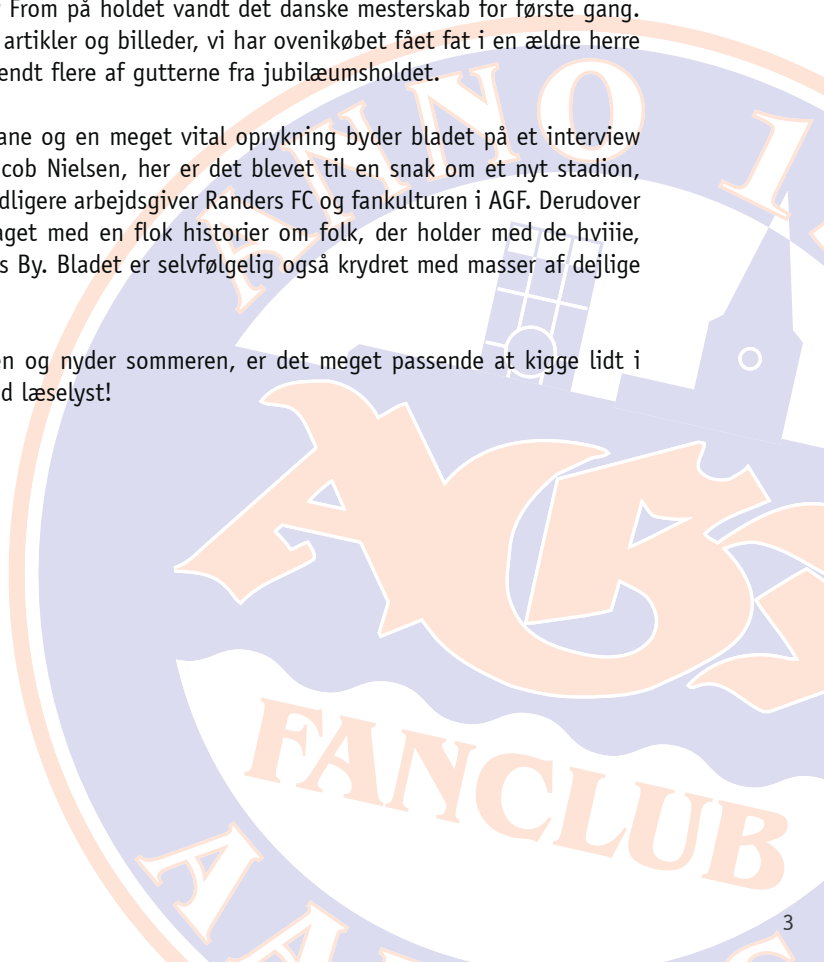 From på holdet vandt det danske mesterskab for første gang.
artikler og billeder, vi har ovenikøbet fået fat i en ældre herre
endt flere af gutterne fra jubilæumsholdet.
ane og en meget vital oprykning byder bladet på et interview
cob Nielsen, her er det blevet til en snak om et nyt stadion,
dligere arbejdsgiver Randers FC og fankulturen i AGF. Derudover
aget med en flok historier om folk, der holder med de hviiie,
s By. Bladet er selvfølgelig også krydret med masser af dejlige
en og nyder sommeren, er det meget passende at kigge lidt i
d læselyst!
ANNO 1
AGF
FANCLUB
AA
3